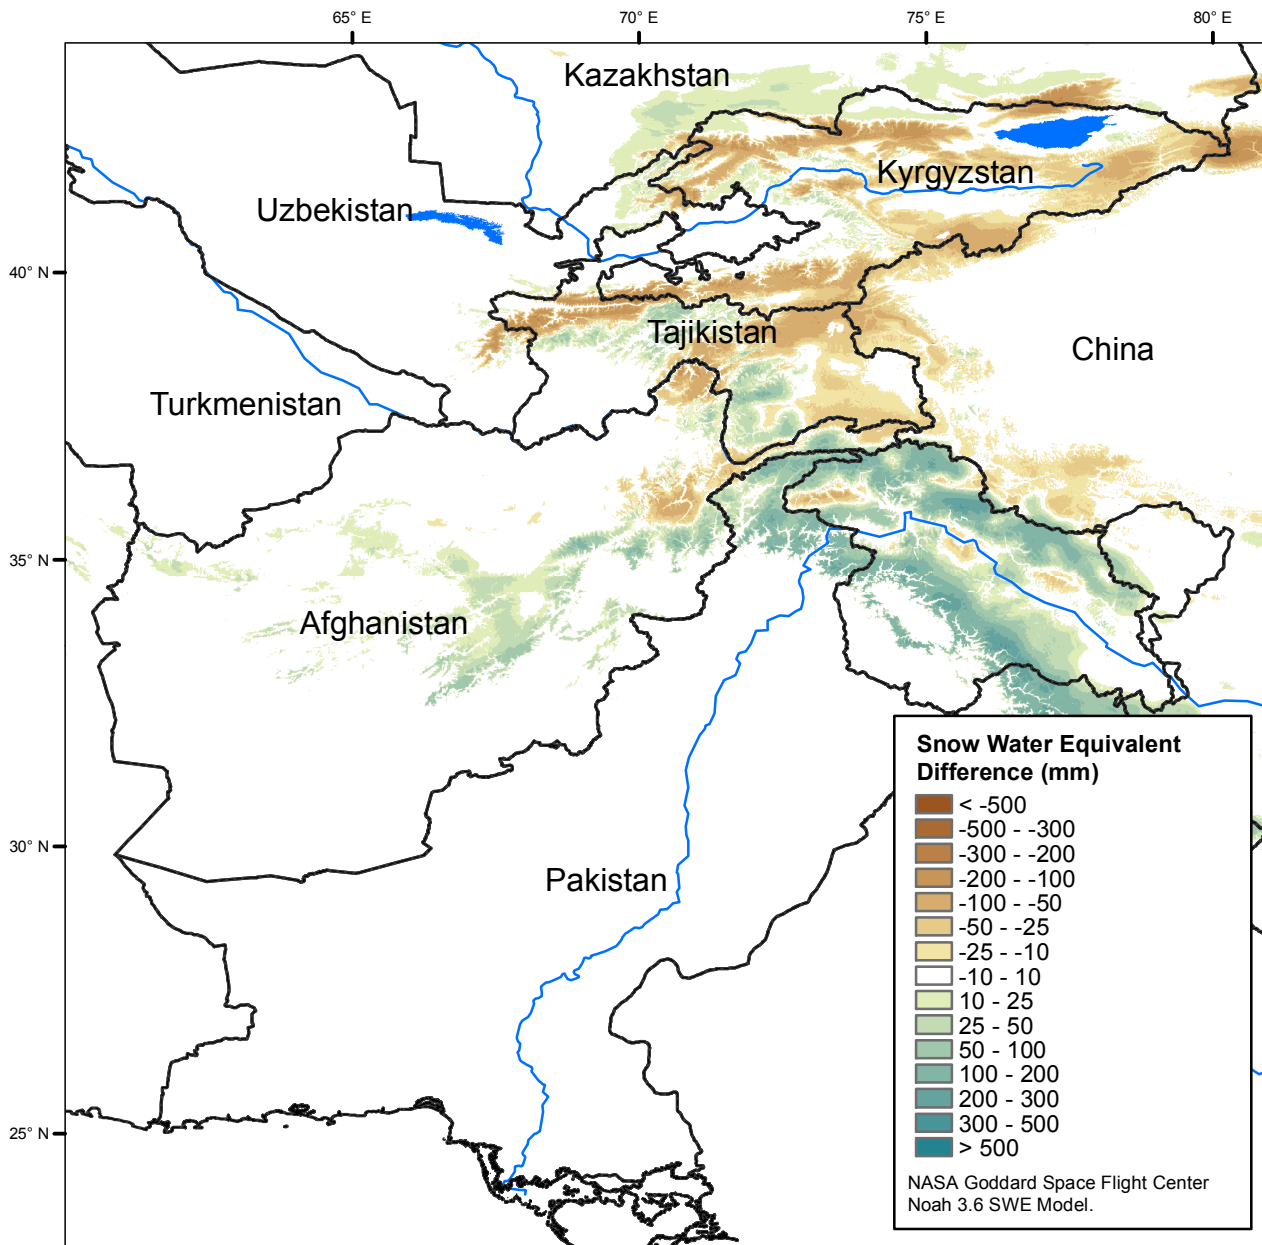 65° E
70° E
75° E
80° E
Kazakhstan
Kyrgyzstan
Uzbekistan
40° N
Tajikistan
China
Turkmenistan
35° N
Afghanistan
30° N
Pakistan
25° N
Snow Water Equivalent
Difference (mm)
< -500
-500 - -300
-300 - -200
-200 - -100
-100 - -50
-50 - -25
-25 - -10
-10 - 10
10 - 25
25 - 50
50 - 100
100 - 200
200 - 300
300 - 500
> 500
NASA Goddard Space Flight Center
Noah 3.6 SWE Model.